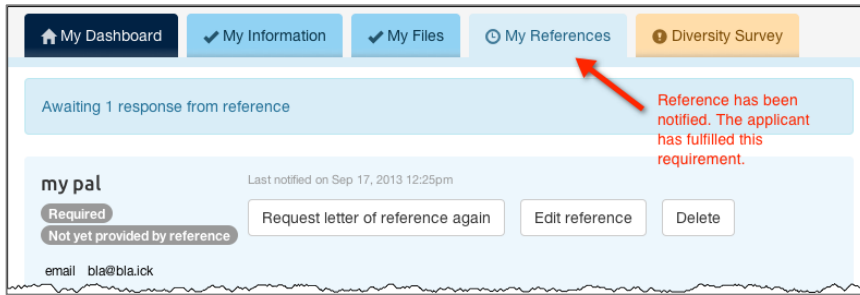 My Dashboard My Information My Files My References Diversity Survey
Awaiting 1 response from reference
Reference has been
notified. The applicant
has fulfilled this
requirement.
my pal Last notified on Sep 17, 2013 12:25pm
Required
Not yet provided by reference
Request letter of reference again Edit reference Delete
email bla@bla.ick